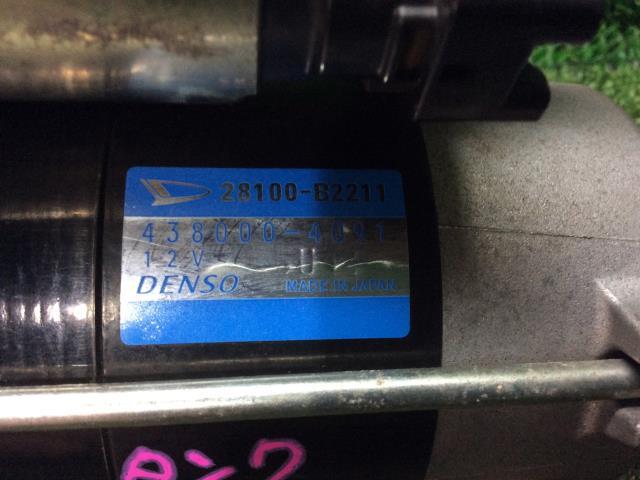 28100-B2211
438000-4091
12V U
DENSO MADE IN JAPAN